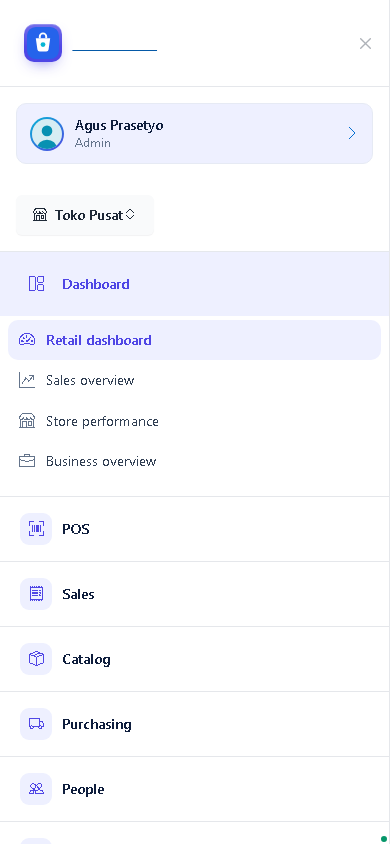 Agus Prasetyo
Admin
Toko Pusat
Dashboard
Retail dashboard
Sales overview
Store performance
Business overview
POS
Sales
Catalog
Purchasing
People